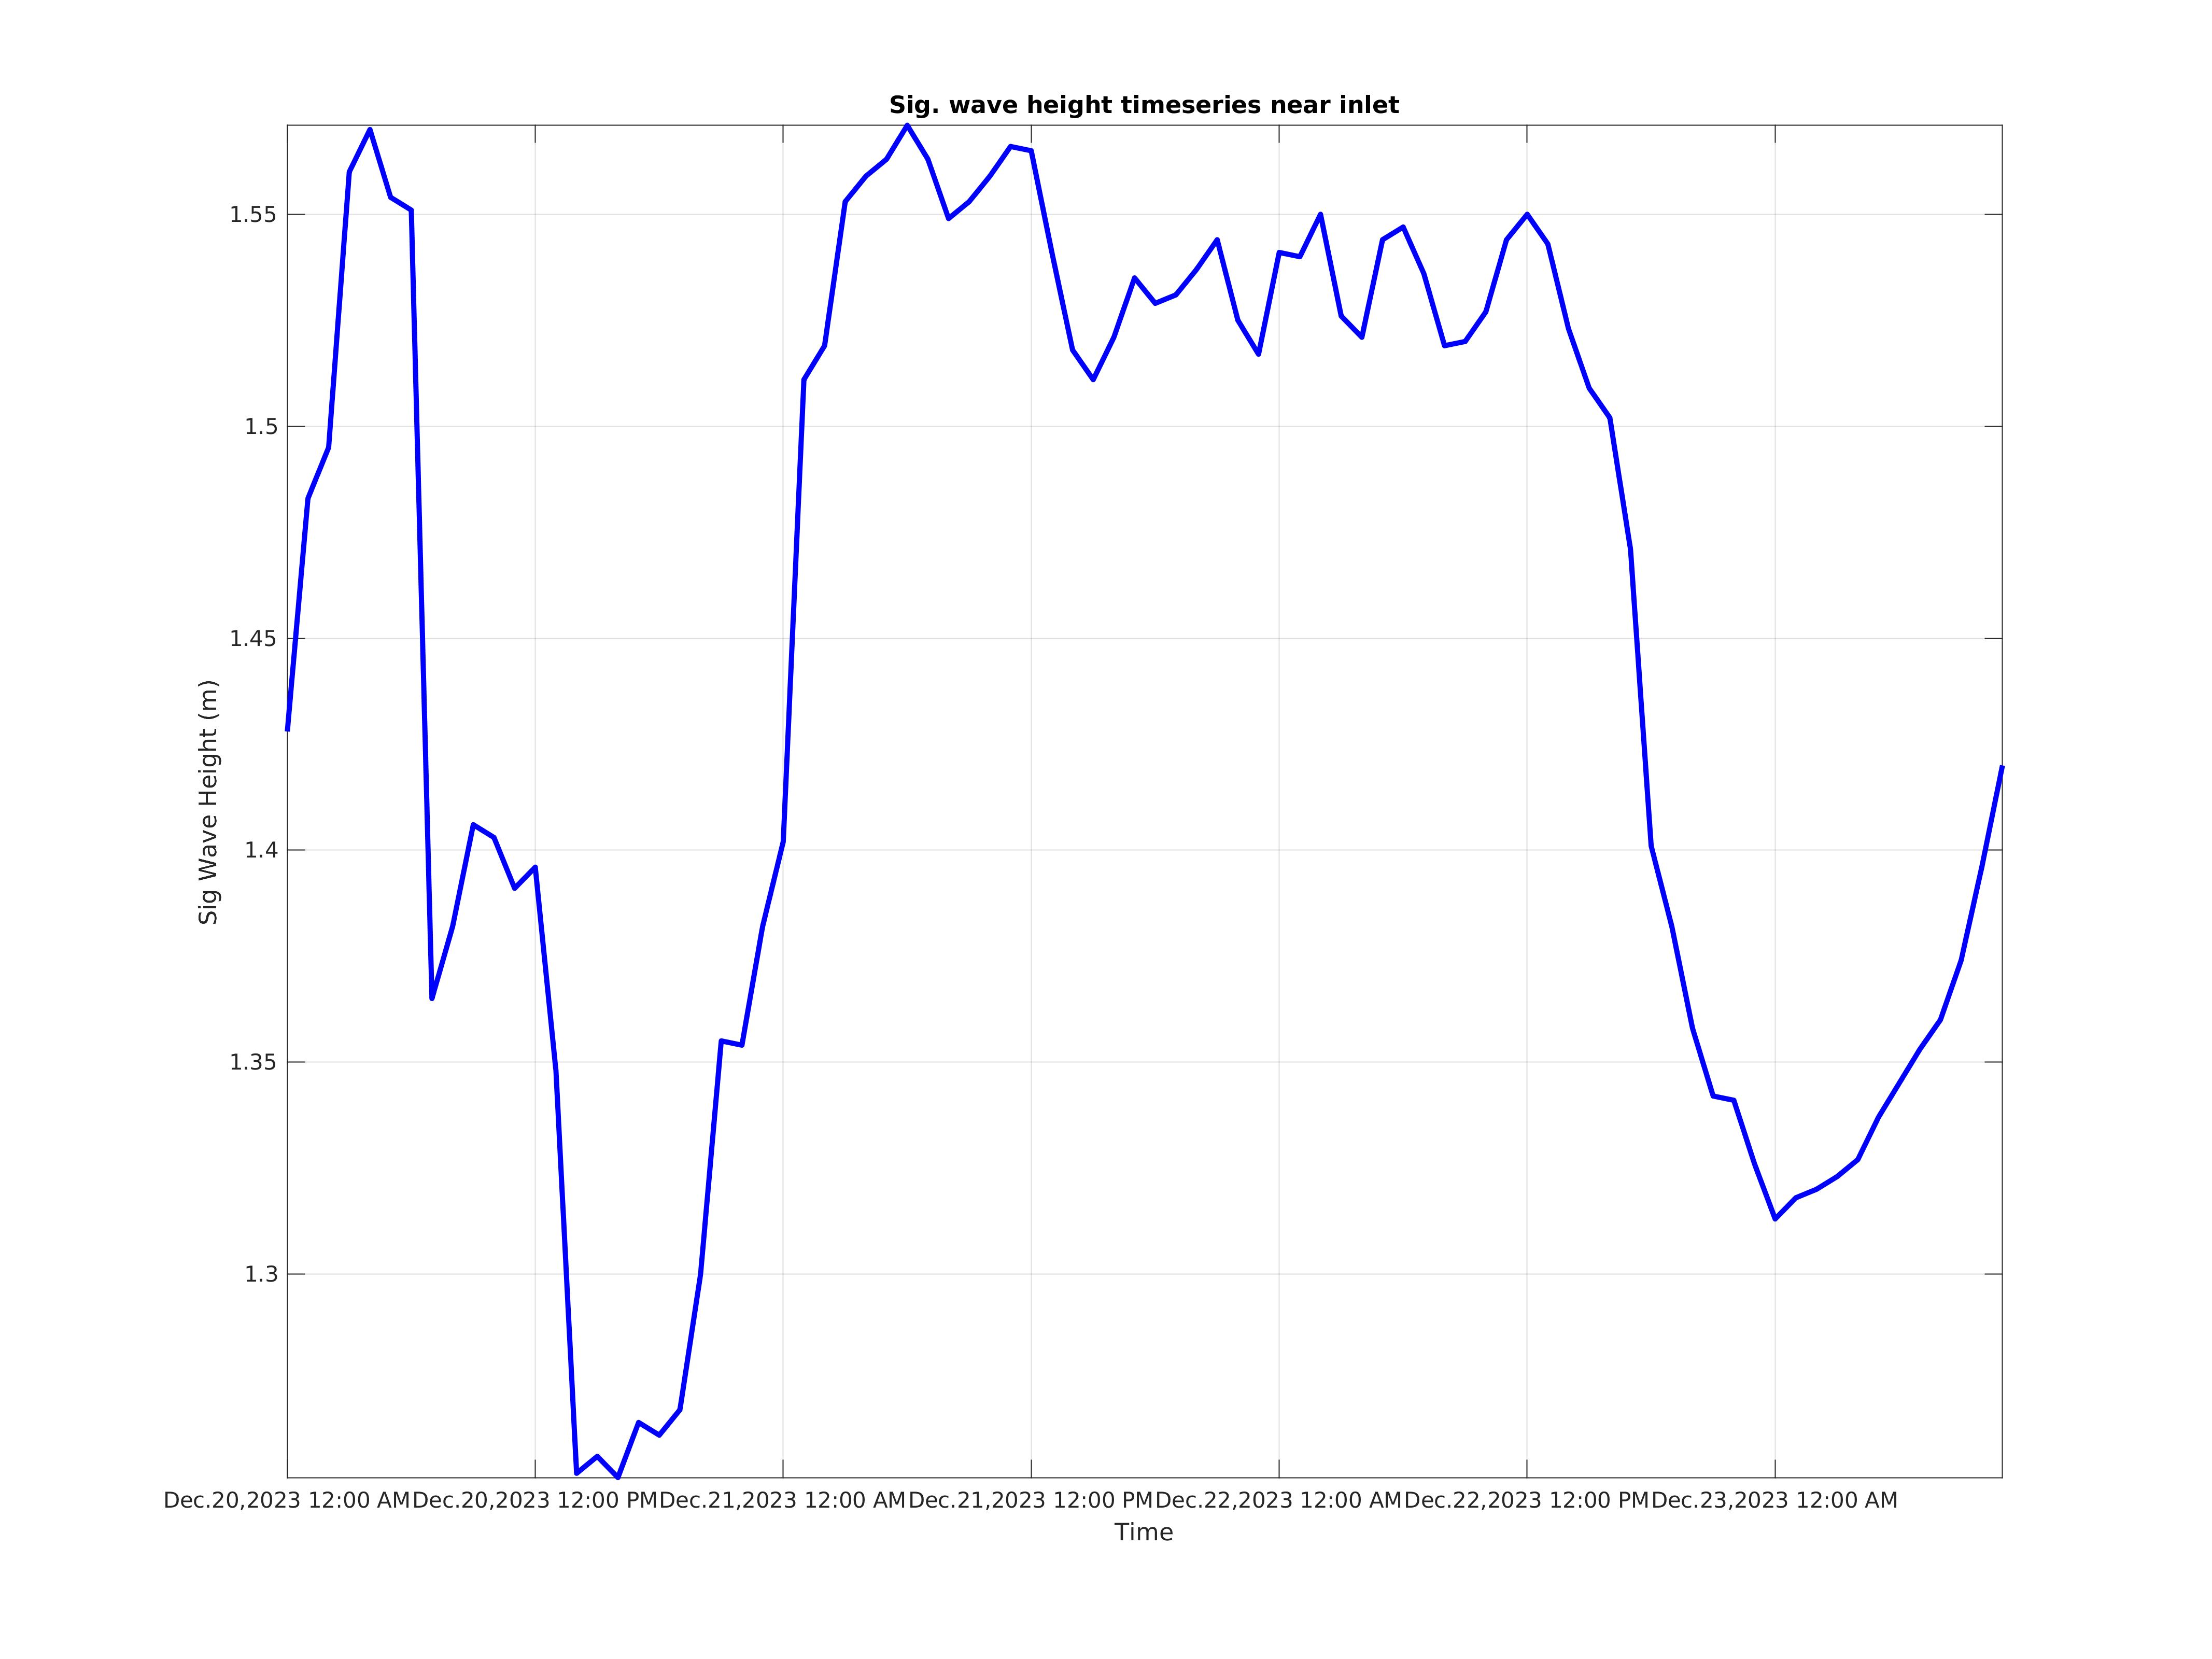 Sig. wave height timeseries near inlet
1.55
1.5
1.45
1.4
1.35
1.3
Sig Wave Height (m)
Dec.20,2023 12:00 AM Dec.20,2023 12:00 PM Dec.21,2023 12:00 AM Dec.21,2023 12:00 PM Dec.22,2023 12:00 AM Dec.22,2023 12:00 PM Dec.23,2023 12:00 AM
Time